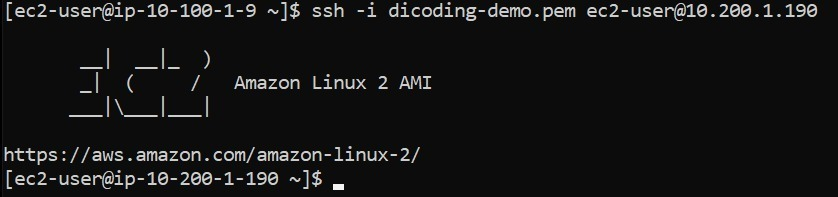 [ec2-user@ip-10-100-1-9 ~]$ ssh -i dicoding-demo.pem ec2-user@10.200.1.190

       __|  __|_  )
       _|  (     /   Amazon Linux 2 AMI
      ___|\___|___|

https://aws.amazon.com/amazon-linux-2/
[ec2-user@ip-10-200-1-190 ~]$